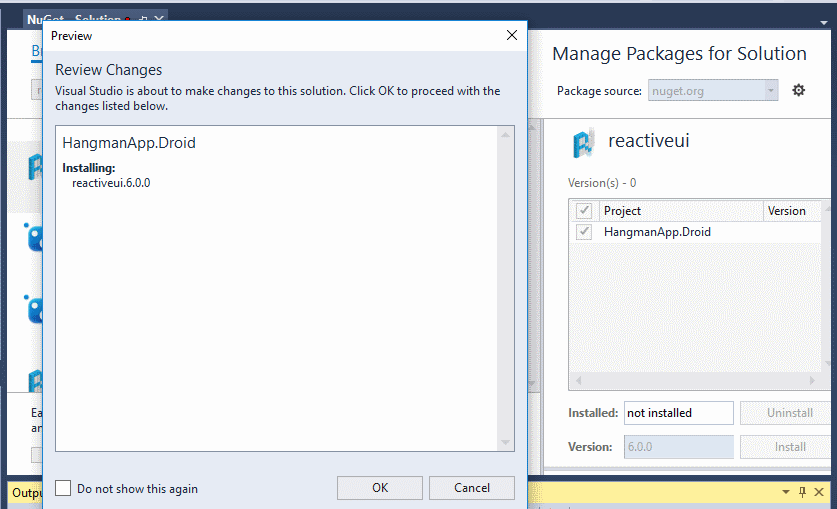 NuGet - Solution
Preview
Review Changes
Visual Studio is about to make changes to this solution. Click OK to proceed with the
changes listed below.
HangmanApp.Droid
Installing:
reactiveui.6.0.0
Do not show this again
OK
Cancel
Manage Packages for Solution
Package source:
nuget.org
reactiveui
Version(s) - 0
Project
Version
HangmanApp.Droid
Installed:
not installed
Uninstall
Version:
6.0.0
Install